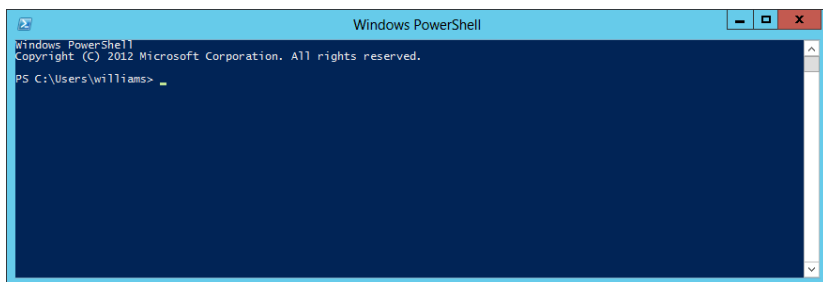 Windows PowerShell
Windows PowerShell
Copyright (C) 2012 Microsoft Corporation. All rights reserved.
PS C:\Users\williams> _